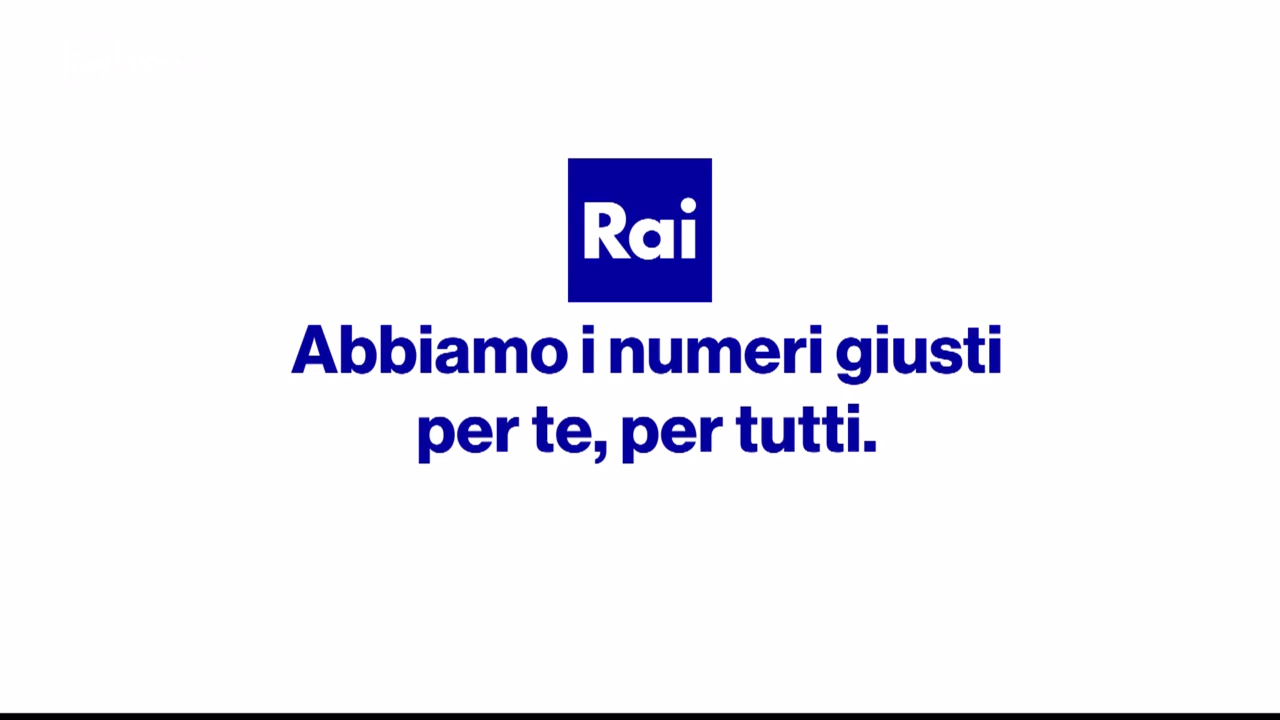 Rai
Abbiamo i numeri giusti
per te, per tutti.